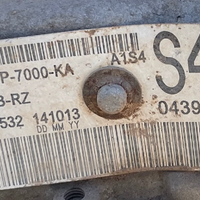 P-7000-KA
A1S4
S4
B-RZ
532 141013
DD MM YY
0439